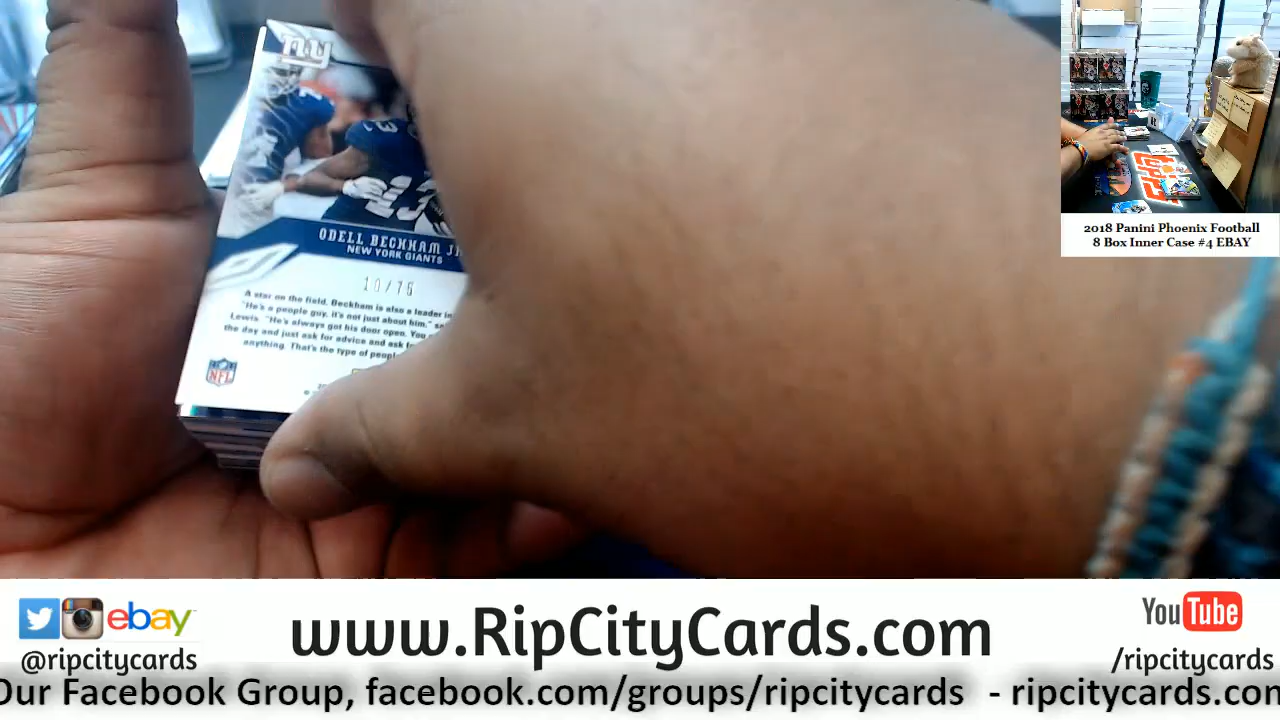 NY
13
ODELL BECKHAM JR
NEW YORK GIANTS
10/75
A star on the field, Beckham is also a leader in
"He's a people guy, it's not just about him,"
Lewis. "He's always got his door open. You
the day and just ask for advice and ask
anything. That's the type of
NFL
2018 Panini Phoenix Football
8 Box Inner Case #4 EBAY
ebay
@ripcitycards
www.RipCityCards.com
YouTube
/ripcitycards
Our Facebook Group, facebook.com/groups/ripcitycards - ripcitycards.con